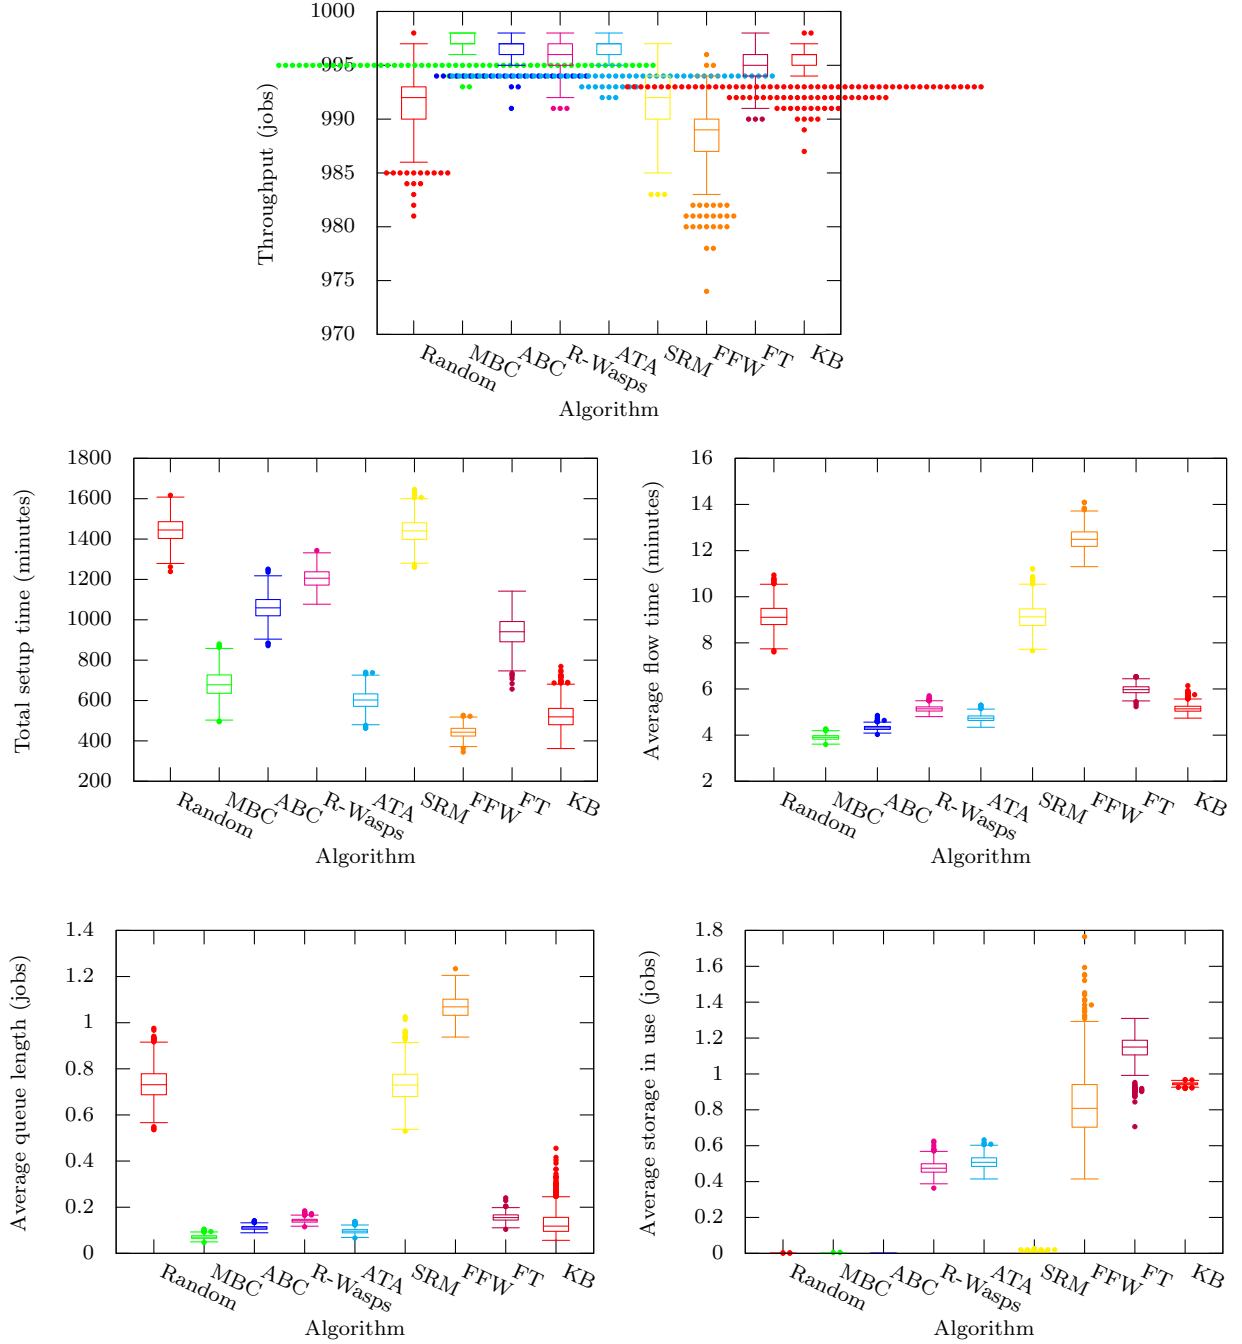 1000
995
990
985
980
975
970
Throughput (jobs)
Random MBC ABC R-Wasps ATA SRM FFW FT KB
Algorithm
1800
1600
1400
1200
1000
800
600
400
200
Total setup time (minutes)
Random MBC ABC R-Wasps ATA SRM FFW FT KB
Algorithm
16
14
12
10
8
6
4
2
Average flow time (minutes)
Random MBC ABC R-Wasps ATA SRM FFW FT KB
Algorithm
1.4
1.2
1
0.8
0.6
0.4
0.2
0
Average queue length (jobs)
Random MBC ABC R-Wasps ATA SRM FFW FT KB
Algorithm
1.8
1.6
1.4
1.2
1
0.8
0.6
0.4
0.2
0
Average storage in use (jobs)
Random MBC ABC R-Wasps ATA SRM FFW FT KB
Algorithm